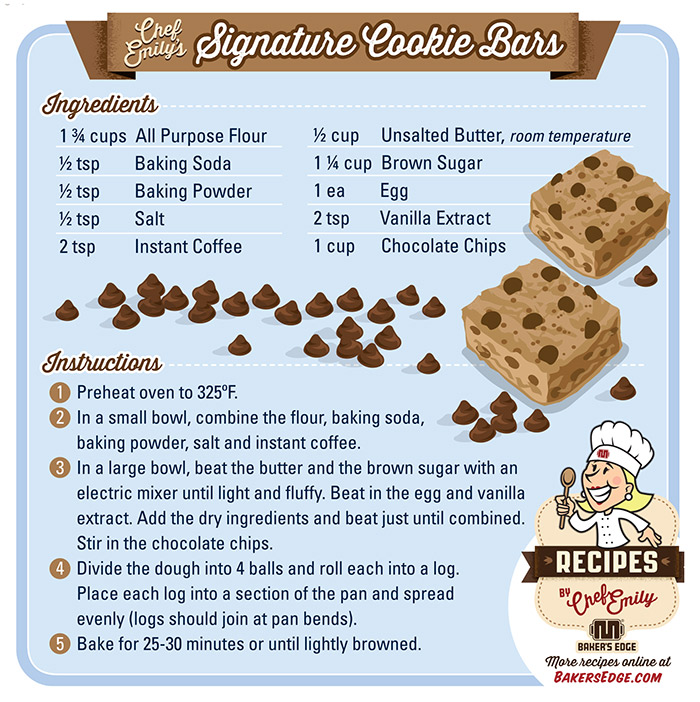 Chef Emily's Signature Cookie Bars
Ingredients
1 ¾ cups All Purpose Flour
½ tsp Baking Soda
½ tsp Baking Powder
½ tsp Salt
2 tsp Instant Coffee
½ cup Unsalted Butter, room temperature
1 ¼ cup Brown Sugar
1 ea Egg
2 tsp Vanilla Extract
1 cup Chocolate Chips
Instructions
1 Preheat oven to 325ºF.
2 In a small bowl, combine the flour, baking soda,
baking powder, salt and instant coffee.
3 In a large bowl, beat the butter and the brown sugar with an
electric mixer until light and fluffy. Beat in the egg and vanilla
extract. Add the dry ingredients and beat just until combined.
Stir in the chocolate chips.
4 Divide the dough into 4 balls and roll each into a log.
Place each log into a section of the pan and spread
evenly (logs should join at pan bends).
5 Bake for 25-30 minutes or until lightly browned.
RECIPES
BY Chef Emily
BAKER'S EDGE
More recipes online at
BAKERSEDGE.COM